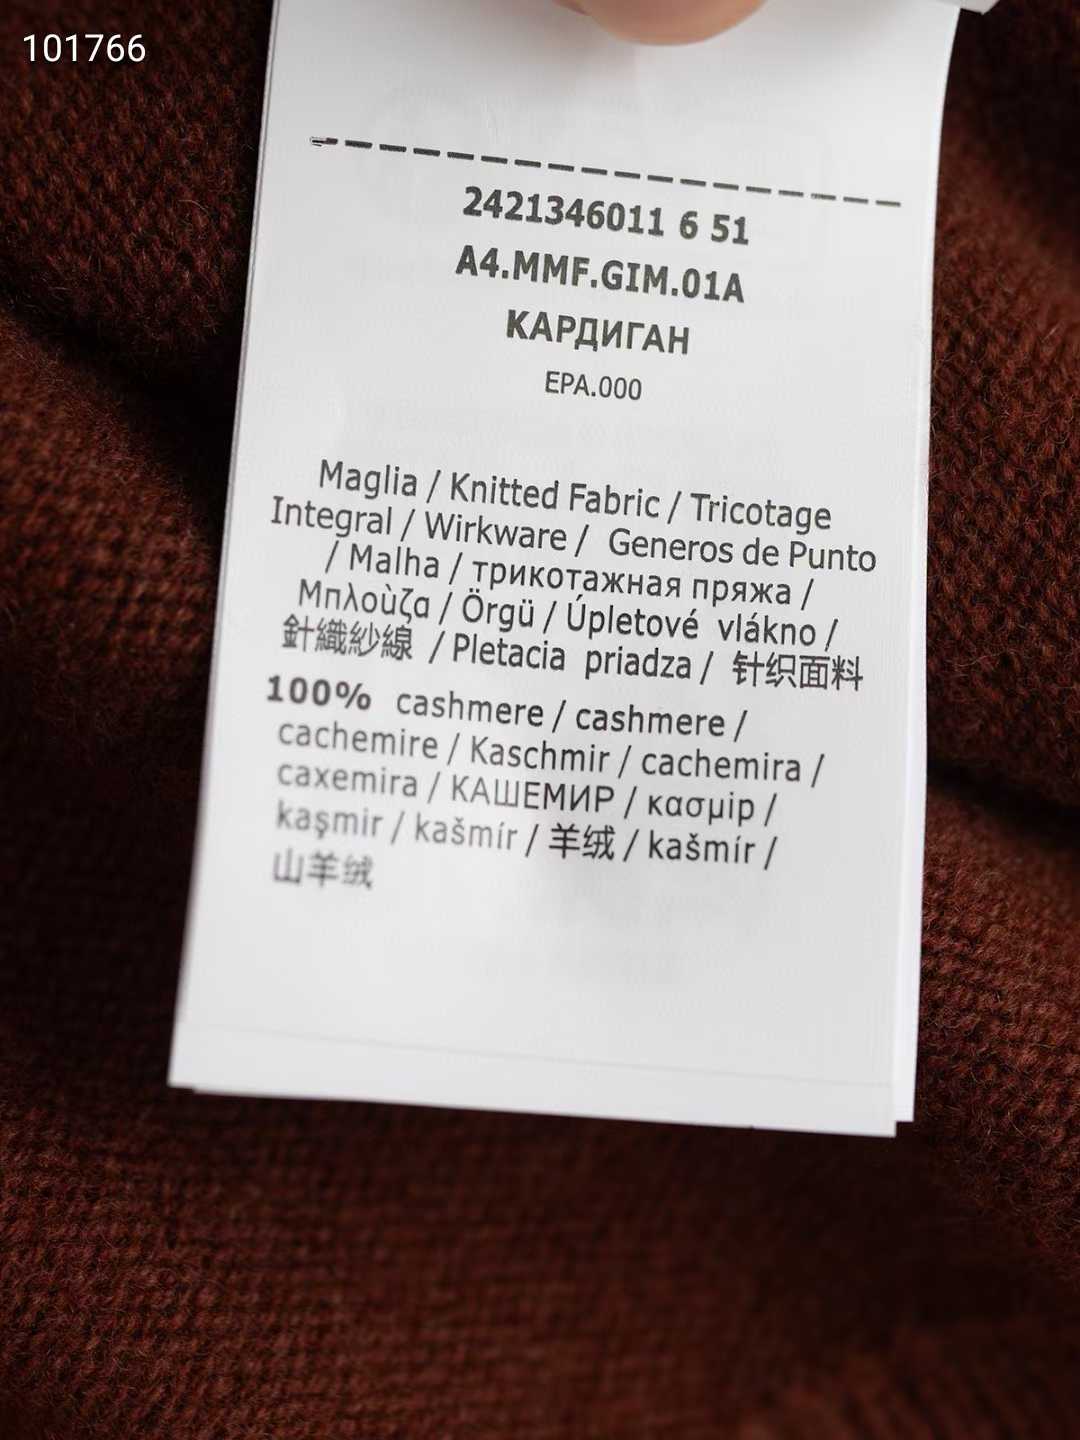 101766
2421346011 6 51
A4.MMF.GIM.01A
КАРДИГАН
EPA.000
Maglia / Knitted Fabric / Tricotage
Integral / Wirkware / Generos de Punto
/ Malha / трикотажная пряжа /
Μπλοὺζα / Örgü / Úpletové vlákno /
針織紗線 / Pletacia priadza / 针织面料
100% cashmere / cashmere /
cachemire / Kaschmir / cachemira /
caxemira / КАШЕМИР / κασμιρ /
kaşmir / kašmír / 羊绒 / kašmír /
山羊绒